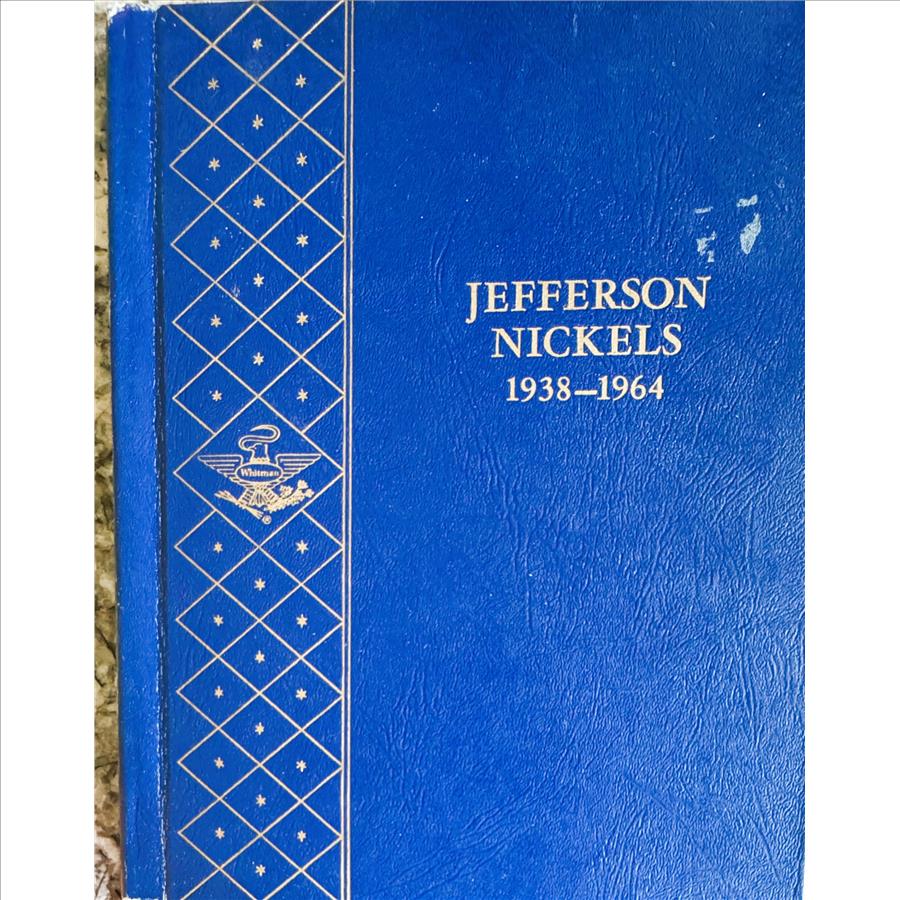 JEFFERSON
NICKELS
1938–1964
Whitman
®